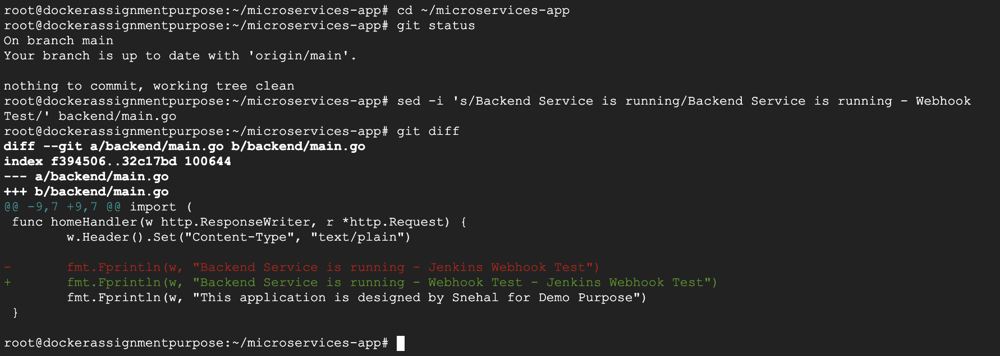 root@dockerassignmentpurpose:~/microservices-app# cd ~/microservices-app
root@dockerassignmentpurpose:~/microservices-app# git status
On branch main
Your branch is up to date with 'origin/main'.

nothing to commit, working tree clean
root@dockerassignmentpurpose:~/microservices-app# sed -i 's/Backend Service is running/Backend Service is running - Webhook
Test/' backend/main.go
root@dockerassignmentpurpose:~/microservices-app# git diff
diff --git a/backend/main.go b/backend/main.go
index f394506..32c17bd 100644
--- a/backend/main.go
+++ b/backend/main.go
@@ -9,7 +9,7 @@ import (
 func homeHandler(w http.ResponseWriter, r *http.Request) {
        w.Header().Set("Content-Type", "text/plain")

-       fmt.Fprintln(w, "Backend Service is running - Jenkins Webhook Test")
+       fmt.Fprintln(w, "Backend Service is running - Webhook Test - Jenkins Webhook Test")
        fmt.Fprintln(w, "This application is designed by Snehal for Demo Purpose")
 }

root@dockerassignmentpurpose:~/microservices-app#